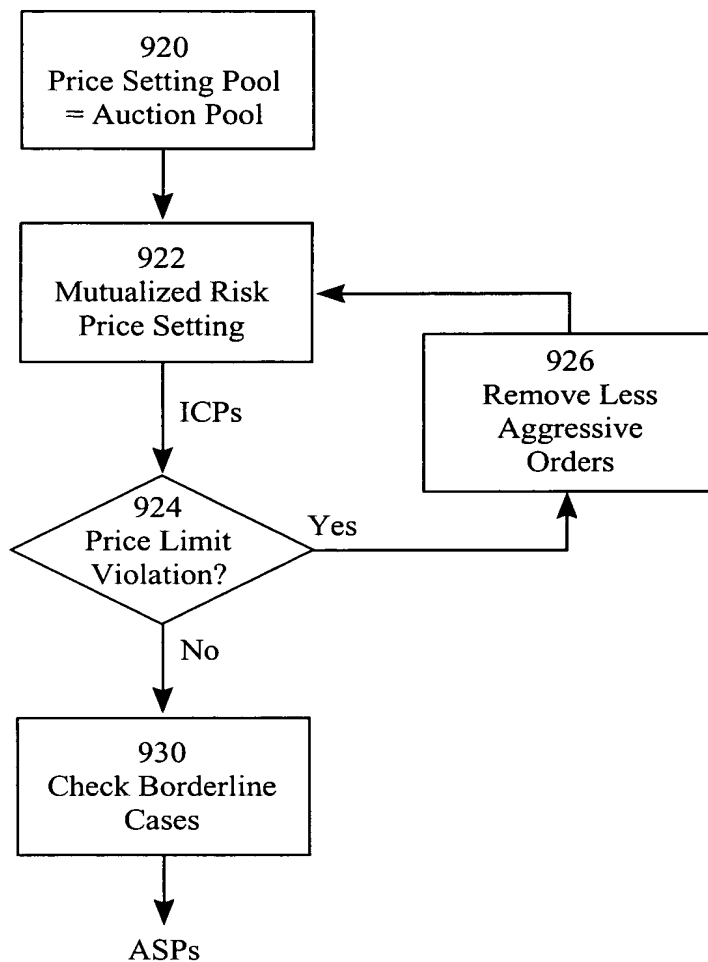 920
Price Setting Pool
= Auction Pool
922
Mutualized Risk
Price Setting
926
Remove Less
Aggressive
Orders
ICPs
924
Price Limit
Violation?
Yes
No
930
Check Borderline
Cases
ASPs